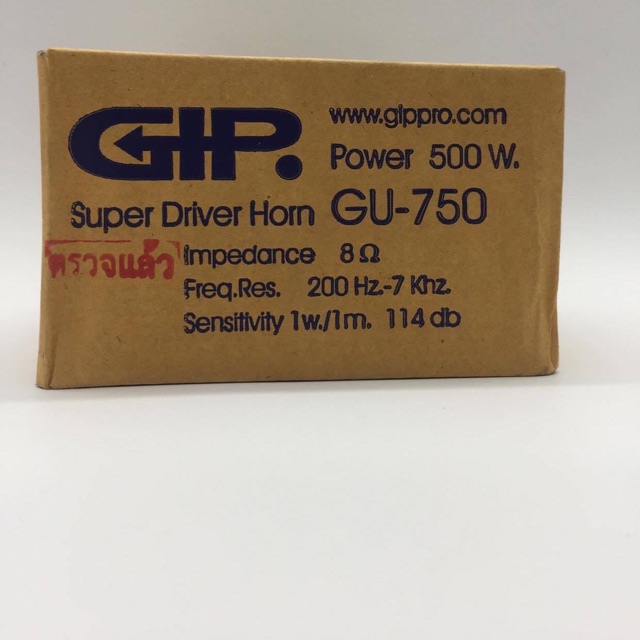 GIP.
www.gippro.com
Power 500 W.
Super Driver Horn GU-750
ตรวจแล้ว
Impedance 8 Ω
Freq.Res. 200 Hz.-7 Khz.
Sensitivity 1w./1m. 114 db